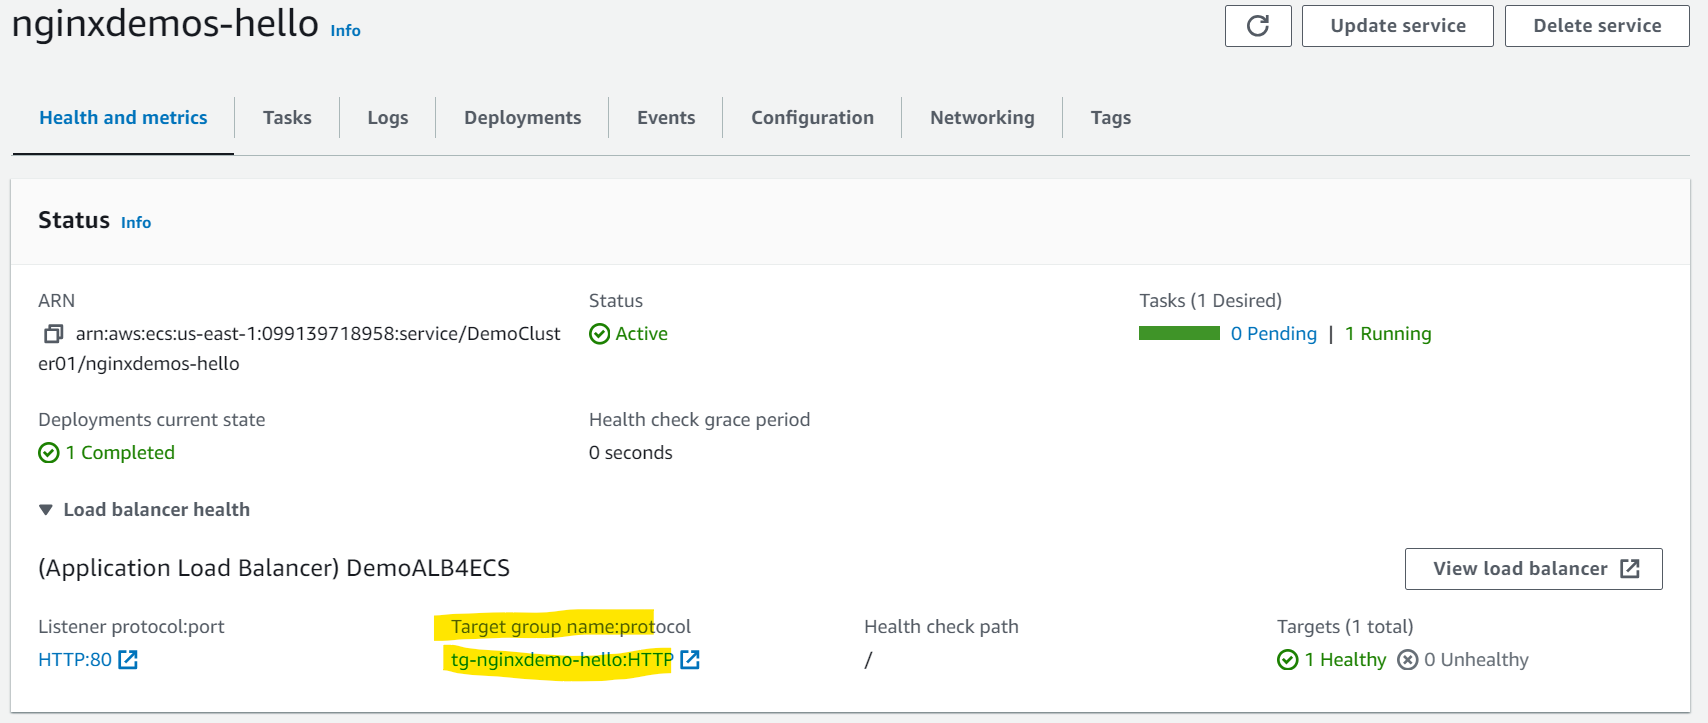 nginxdemos-hello Info
Update service
Delete service
Health and metrics
Tasks
Logs
Deployments
Events
Configuration
Networking
Tags
Status Info
ARN
arn:aws:ecs:us-east-1:099139718958:service/DemoClust
er01/nginxdemos-hello
Status
Active
Tasks (1 Desired)
0 Pending | 1 Running
Deployments current state
1 Completed
Health check grace period
0 seconds
Load balancer health
(Application Load Balancer) DemoALB4ECS
View load balancer
Listener protocol:port
HTTP:80
Target group name:protocol
tg-nginxdemo-hello:HTTP
Health check path
/
Targets (1 total)
1 Healthy
0 Unhealthy